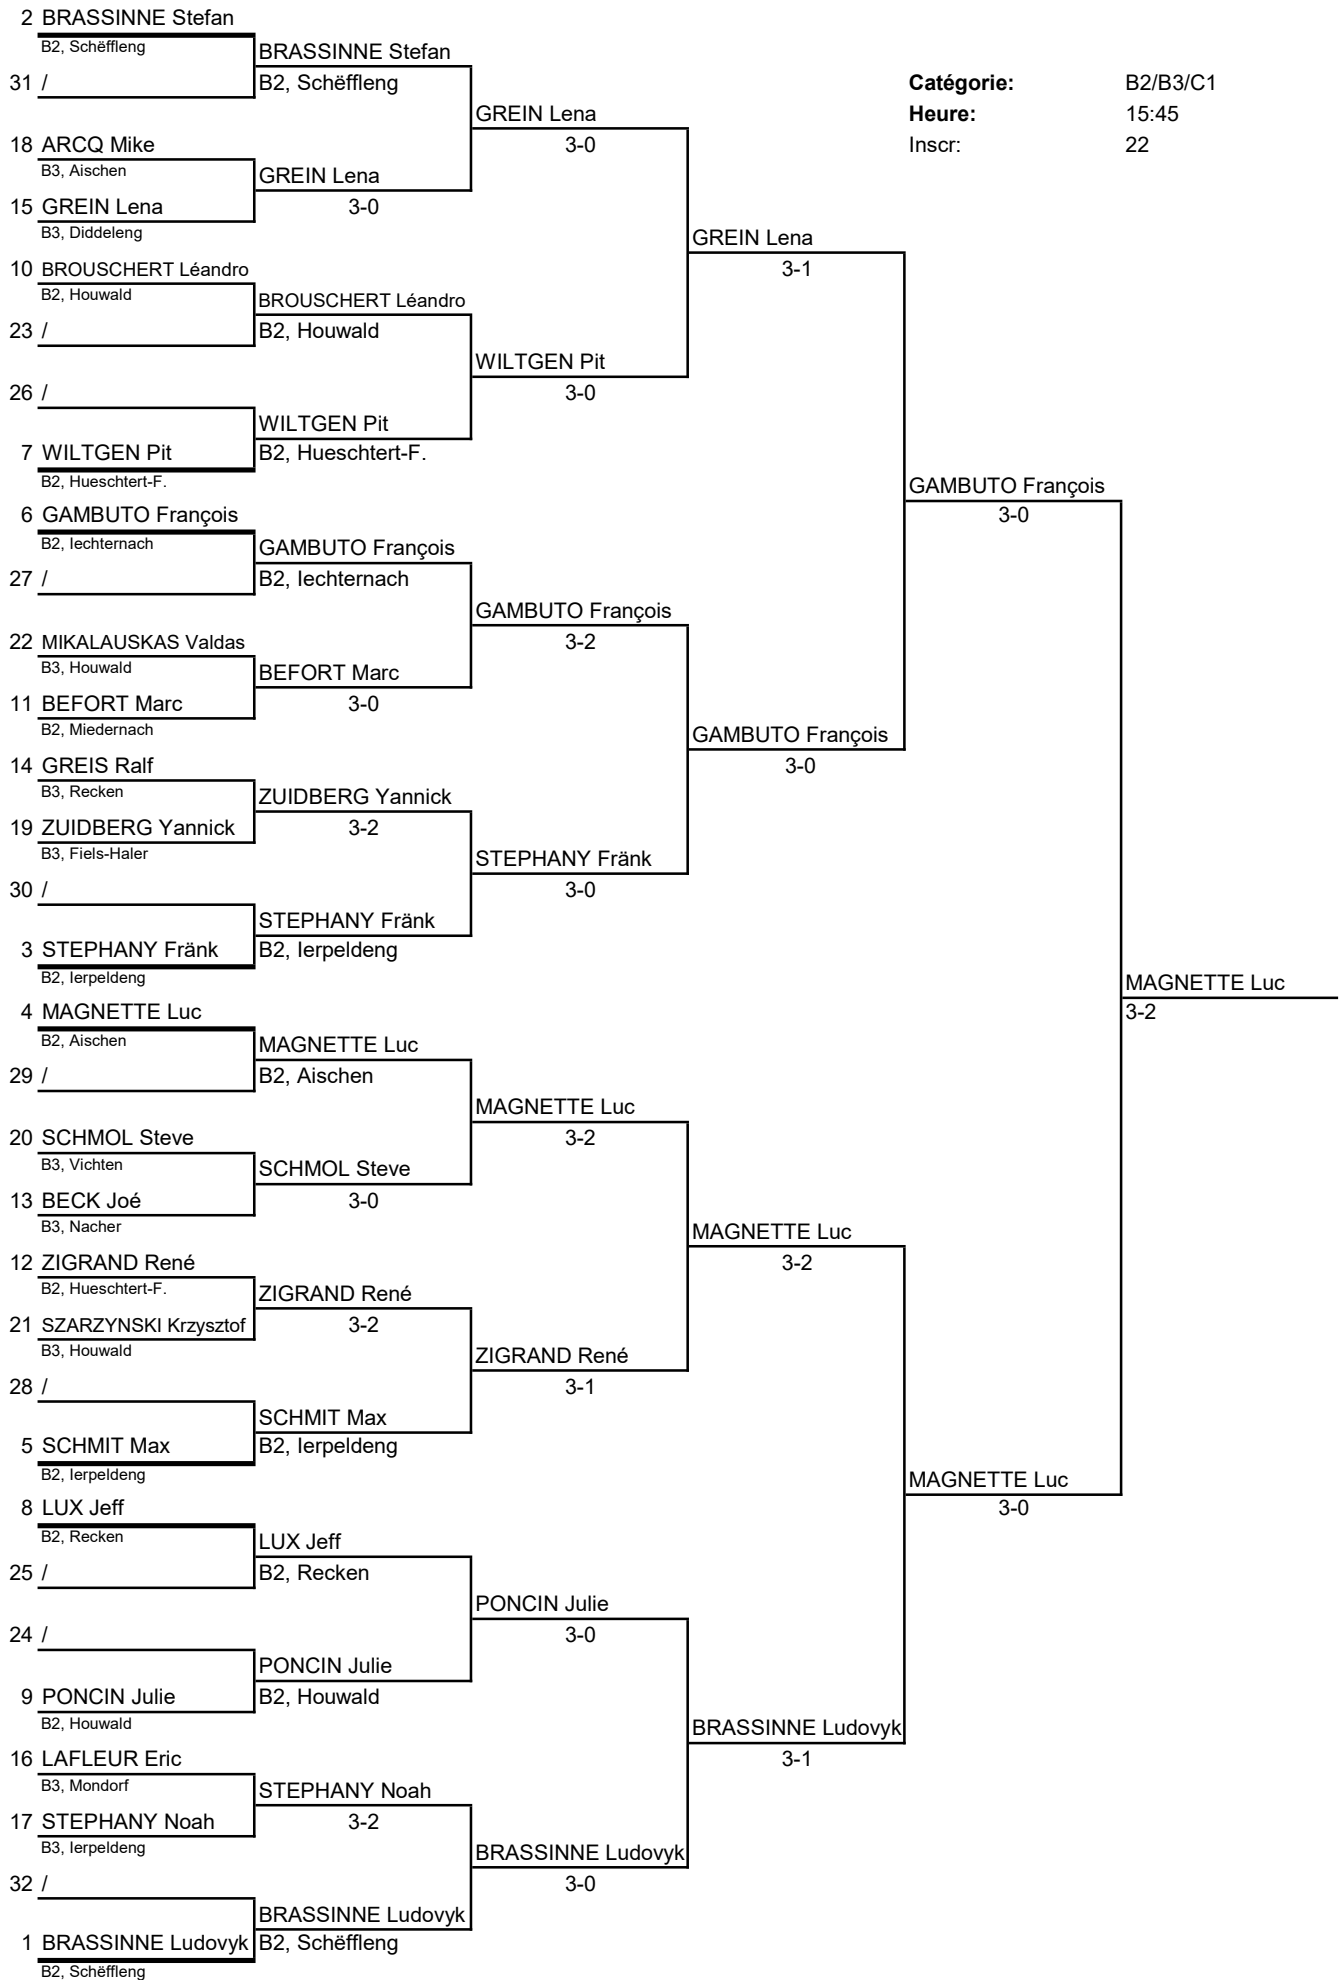 2 BRASSINNE Stefan
B2, Schëffleng
BRASSINNE Stefan
31 /
B2, Schëffleng
Catégorie: B2/B3/C1
Heure: 15:45
Inscr: 22
GREIN Lena
3-0
18 ARCQ Mike
B3, Aischen
GREIN Lena
15 GREIN Lena
3-0
B3, Diddeleng
GREIN Lena
3-1
10 BROUSCHERT Léandro
B2, Houwald
BROUSCHERT Léandro
23 /
B2, Houwald
WILTGEN Pit
3-0
26 /
WILTGEN Pit
7 WILTGEN Pit
B2, Hueschtert-F.
B2, Hueschtert-F.
GAMBUTO François
3-0
6 GAMBUTO François
B2, Iechternach
GAMBUTO François
27 /
B2, Iechternach
GAMBUTO François
3-2
22 MIKALAUSKAS Valdas
B3, Houwald
BEFORT Marc
11 BEFORT Marc
3-0
B2, Miedernach
GAMBUTO François
3-0
14 GREIS Ralf
B3, Recken
ZUIDBERG Yannick
19 ZUIDBERG Yannick
3-2
B3, Fiels-Haler
STEPHANY Fränk
3-0
30 /
STEPHANY Fränk
3 STEPHANY Fränk
B2, Ierpeldeng
B2, Ierpeldeng
MAGNETTE Luc
3-2
4 MAGNETTE Luc
B2, Aischen
MAGNETTE Luc
29 /
B2, Aischen
MAGNETTE Luc
3-2
20 SCHMOL Steve
B3, Vichten
SCHMOL Steve
13 BECK Joé
3-0
B3, Nacher
MAGNETTE Luc
3-2
12 ZIGRAND René
B2, Hueschtert-F.
ZIGRAND René
21 SZARZYNSKI Krzysztof
3-2
B3, Houwald
ZIGRAND René
3-1
28 /
SCHMIT Max
5 SCHMIT Max
B2, Ierpeldeng
B2, Ierpeldeng
MAGNETTE Luc
3-0
8 LUX Jeff
B2, Recken
LUX Jeff
25 /
B2, Recken
PONCIN Julie
3-0
24 /
PONCIN Julie
9 PONCIN Julie
B2, Houwald
B2, Houwald
BRASSINNE Ludovyk
3-1
16 LAFLEUR Eric
B3, Mondorf
STEPHANY Noah
17 STEPHANY Noah
3-2
B3, Ierpeldeng
BRASSINNE Ludovyk
3-0
32 /
BRASSINNE Ludovyk
1 BRASSINNE Ludovyk
B2, Schëffleng
B2, Schëffleng